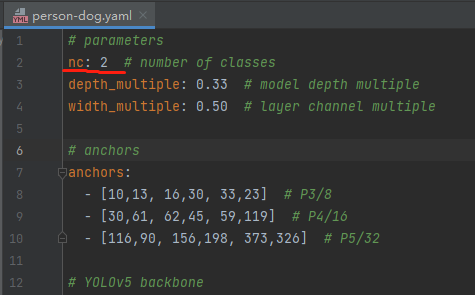 person-dog.yaml
1 # parameters
2 nc: 2 # number of classes
3 depth_multiple: 0.33 # model depth multiple
4 width_multiple: 0.50 # layer channel multiple
5
6 # anchors
7 anchors:
8 - [10,13, 16,30, 33,23] # P3/8
9 - [30,61, 62,45, 59,119] # P4/16
10 - [116,90, 156,198, 373,326] # P5/32
11
12 # YOLOv5 backbone